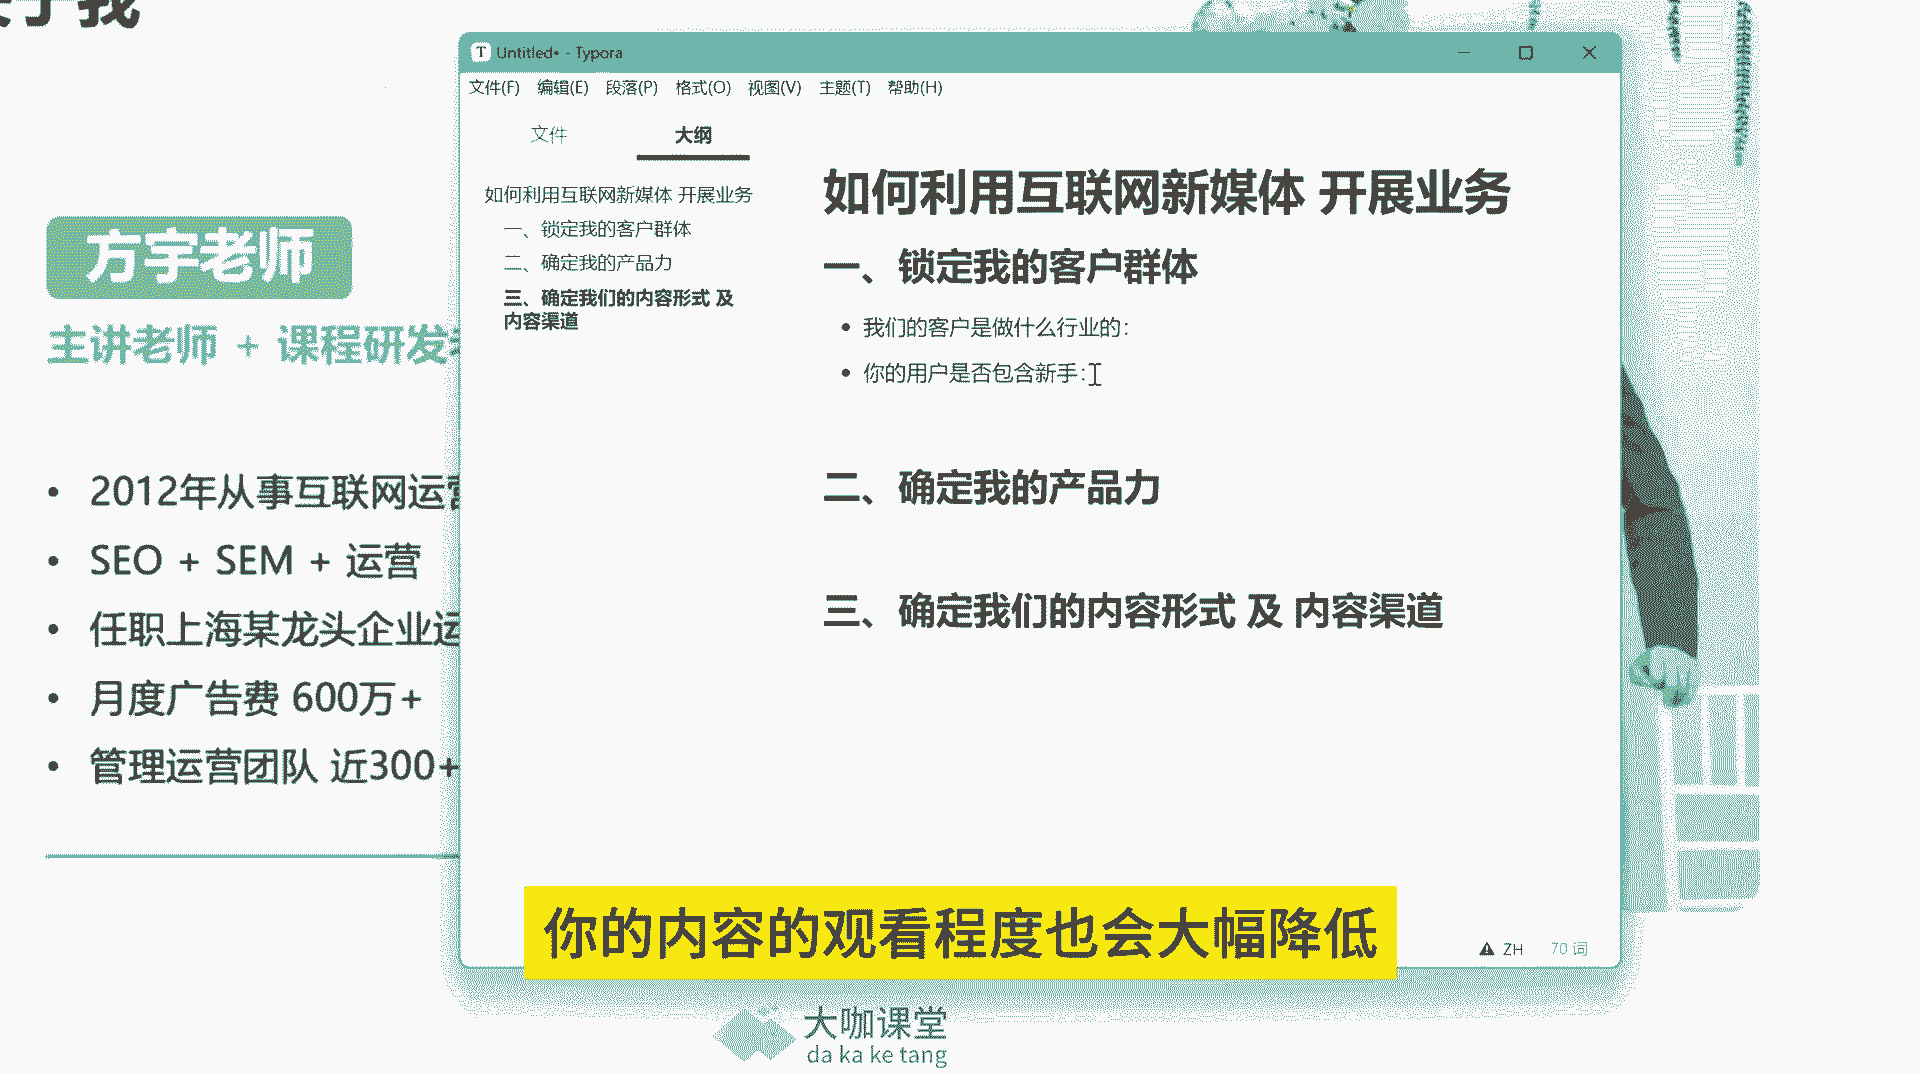 我
方宇老师
主讲老师 + 课程研发
2012年从事互联网运营
SEO + SEM + 运营
任职上海某龙头企业运
月度广告费 600万+
管理运营团队 近300+
T Untitled• - Typora
文件(F) 编辑(E) 段落(P) 格式(O) 视图(V) 主题(T) 帮助(H)
文件 大纲
如何利用互联网新媒体 开展业务
一、锁定我的客户群体
二、确定我的产品力
三、确定我们的内容形式 及
内容渠道
如何利用互联网新媒体 开展业务
一、锁定我的客户群体
我们的客户是做什么行业的:
你的用户是否包含新手:
二、确定我的产品力
三、确定我们的内容形式 及 内容渠道
ZH 70 词
你的内容的观看程度也会大幅降低
大咖课堂
da ka ke tang